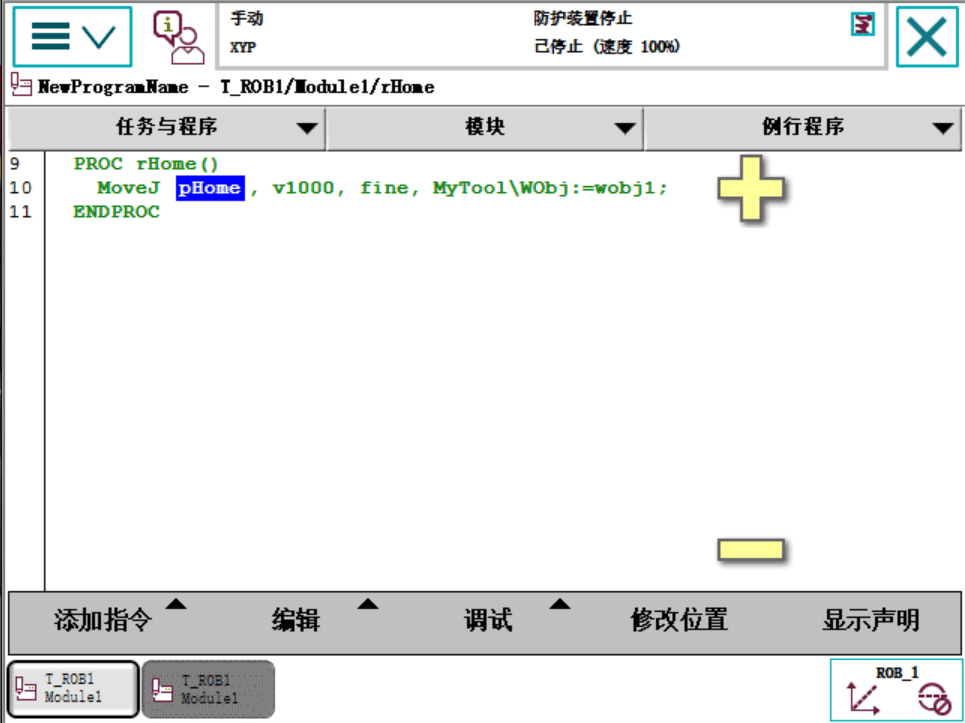 手动
XYP
防护装置停止
己停止 (速度 100%)
NewProgramName - T_ROB1/Module1/rHome
任务与程序 模块 例行程序
9 PROC rHome()
10 MoveJ pHome, v1000, fine, MyTool\WObj:=wobj1;
11 ENDPROC
添加指令 编辑 调试 修改位置 显示声明
T_ROB1
Module1
T_ROB1
Module1
ROB_1